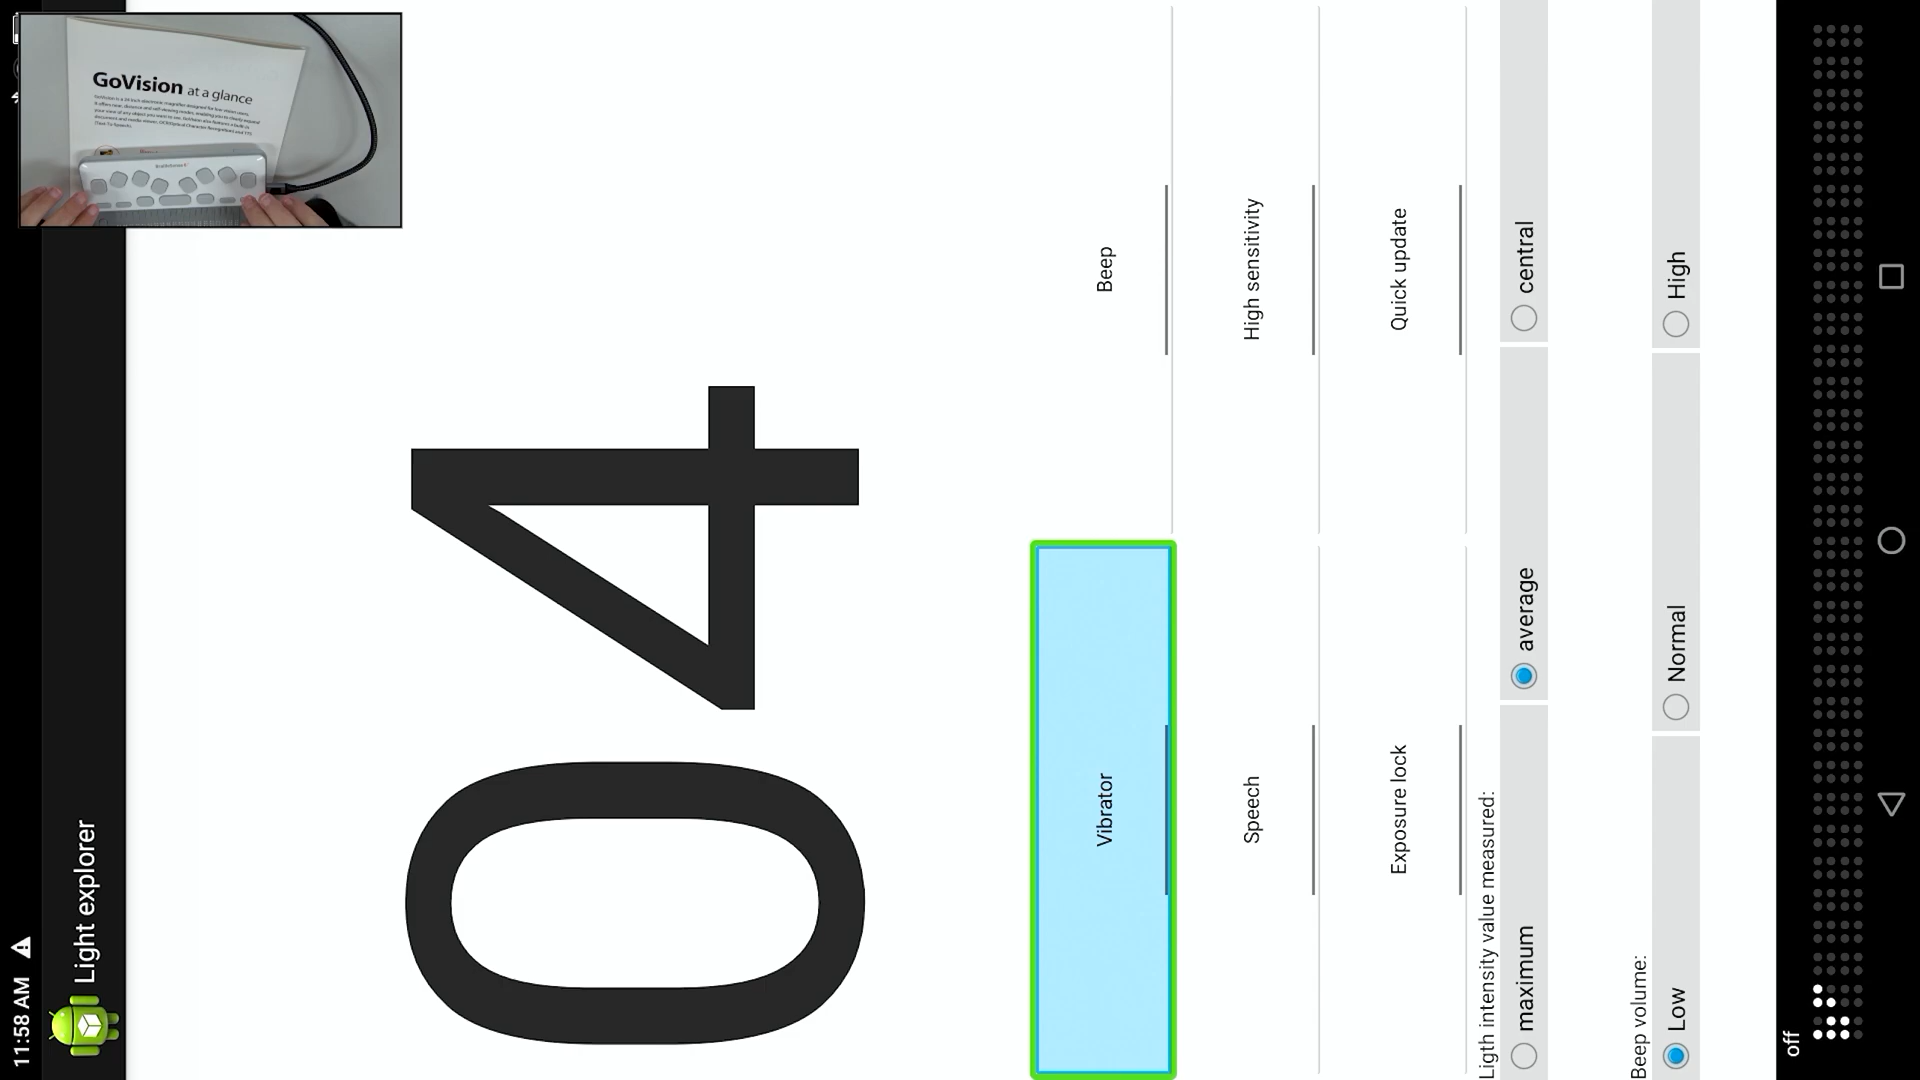 11:58 AM
Light explorer
04
Vibrator Beep
Speech High sensitivity
Exposure lock Quick update
Ligth intensity value measured:
maximum average central
Beep volume:
Low Normal High
off
GoVision at a glance